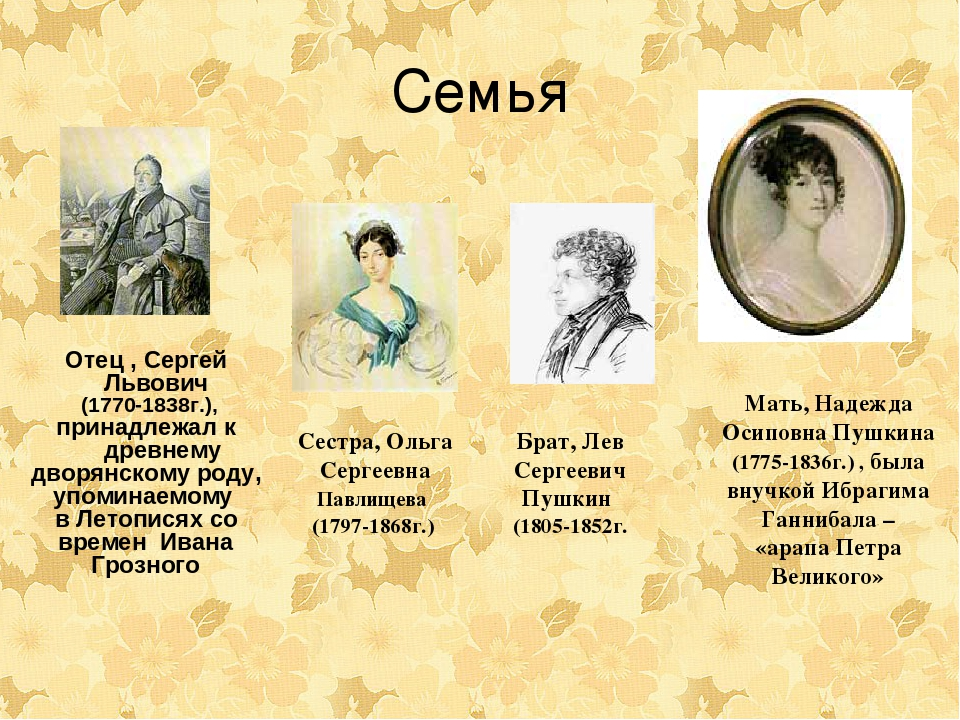 Семья
Отец , Сергей
Львович
(1770-1838г.),
принадлежал к
древнему
дворянскому роду,
упоминаемому
в Летописях со
времен Ивана
Грозного
Сестра, Ольга
Сергеевна
Павлищева
(1797-1868г.)
Брат, Лев
Сергеевич
Пушкин
(1805-1852г.
Мать, Надежда
Осиповна Пушкина
(1775-1836г.) , была
внучкой Ибрагима
Ганнибала –
«арапа Петра
Великого»